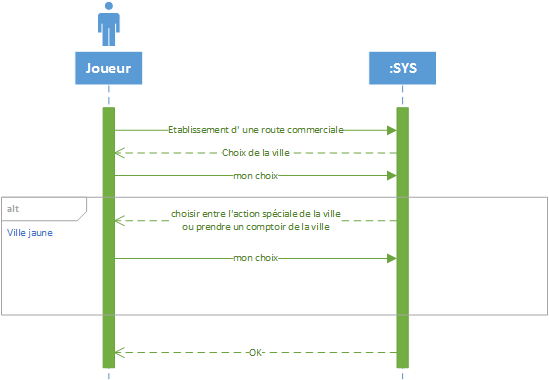 Joueur
:SYS
Etablissement d' une route commerciale
Choix de la ville
mon choix
alt
choisir entre l'action spéciale de la ville
ou prendre un comptoir de la ville
Ville jaune
mon choix
OK